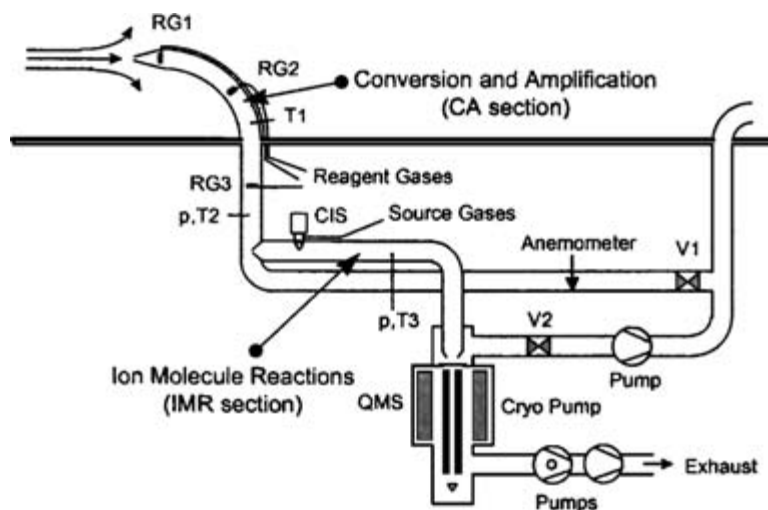 RG1
RG2
Conversion and Amplification
(CA section)
T1
Reagent Gases
RG3
CIS
Source Gases
p,T2
Anemometer
V1
p,T3
V2
Ion Molecule Reactions
(IMR section)
Pump
QMS
Cryo Pump
Exhaust
Pumps